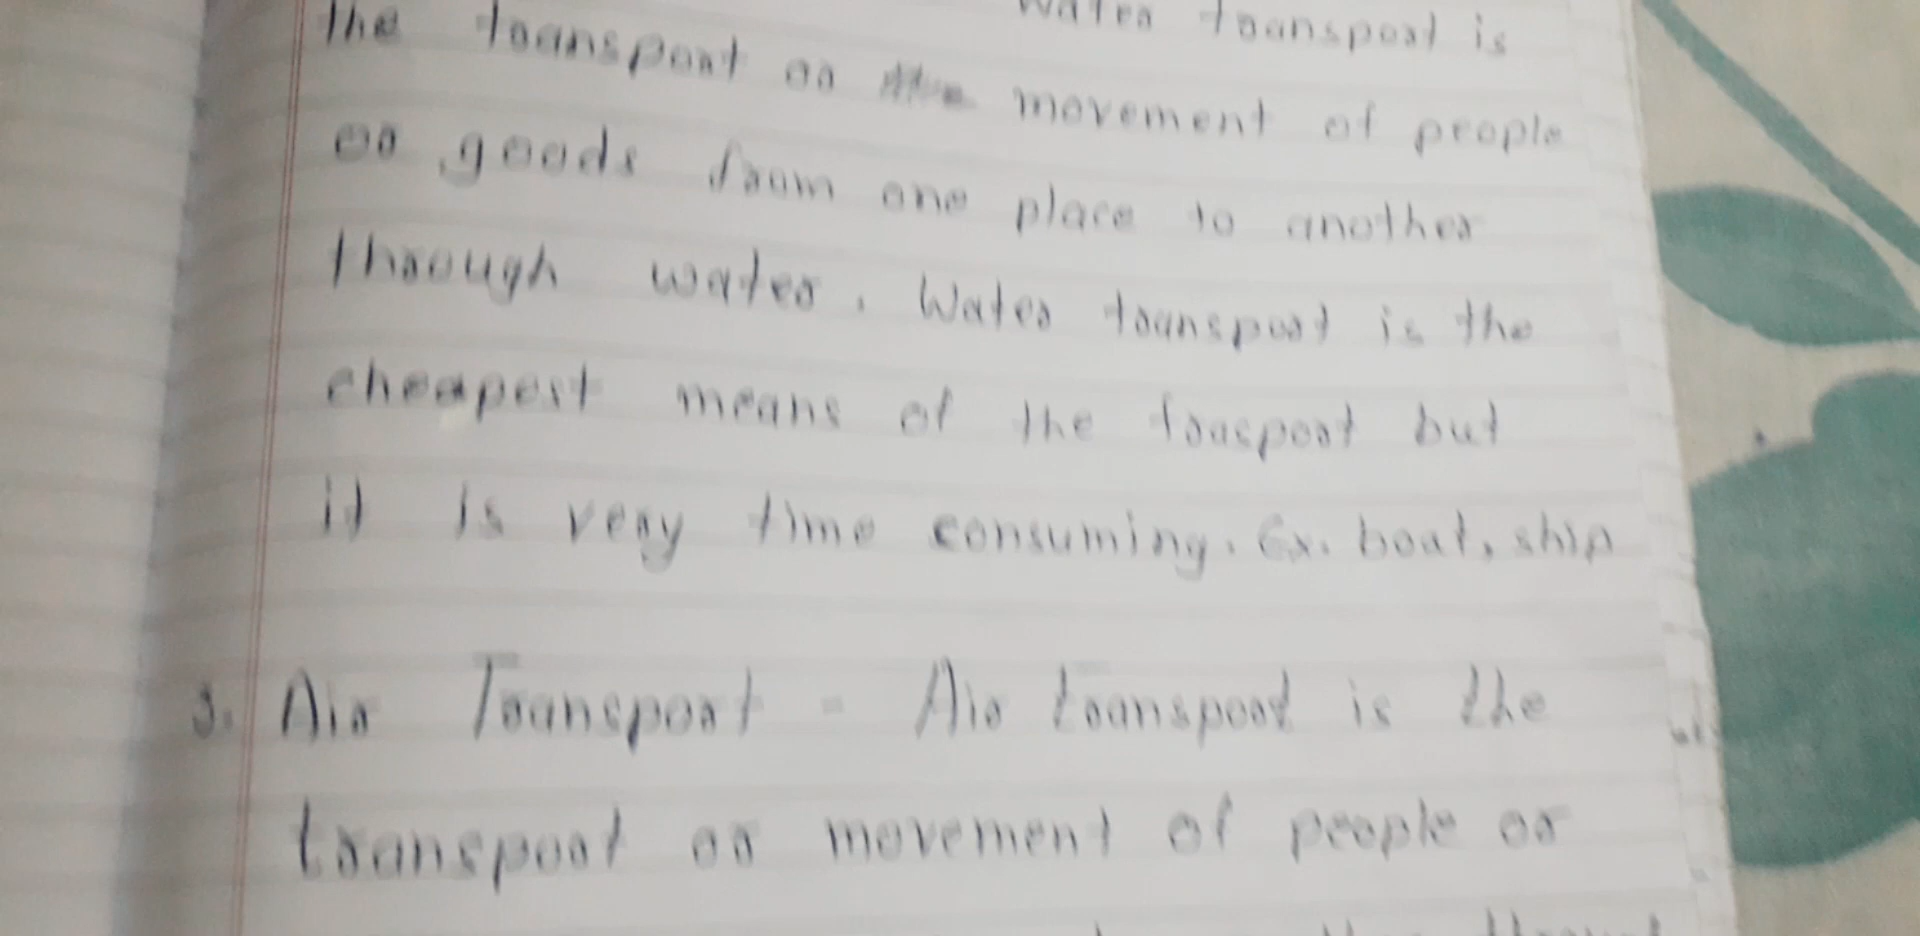 water transport is
the transport or the movement of people
or goods from one place to another
through water. Water transport is the
cheapest means of the trasport but
it is very time consuming. Ex. boat, ship
3. Air Transport - Air transport is the
transport or movement of people or